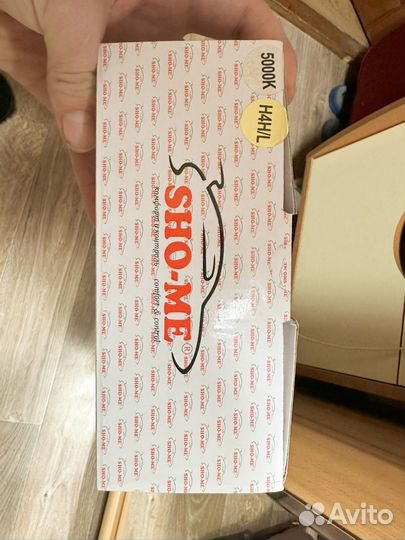 5000K
H4H/L
SHO-ME®
комфорт и контроль comfort & control
Avito